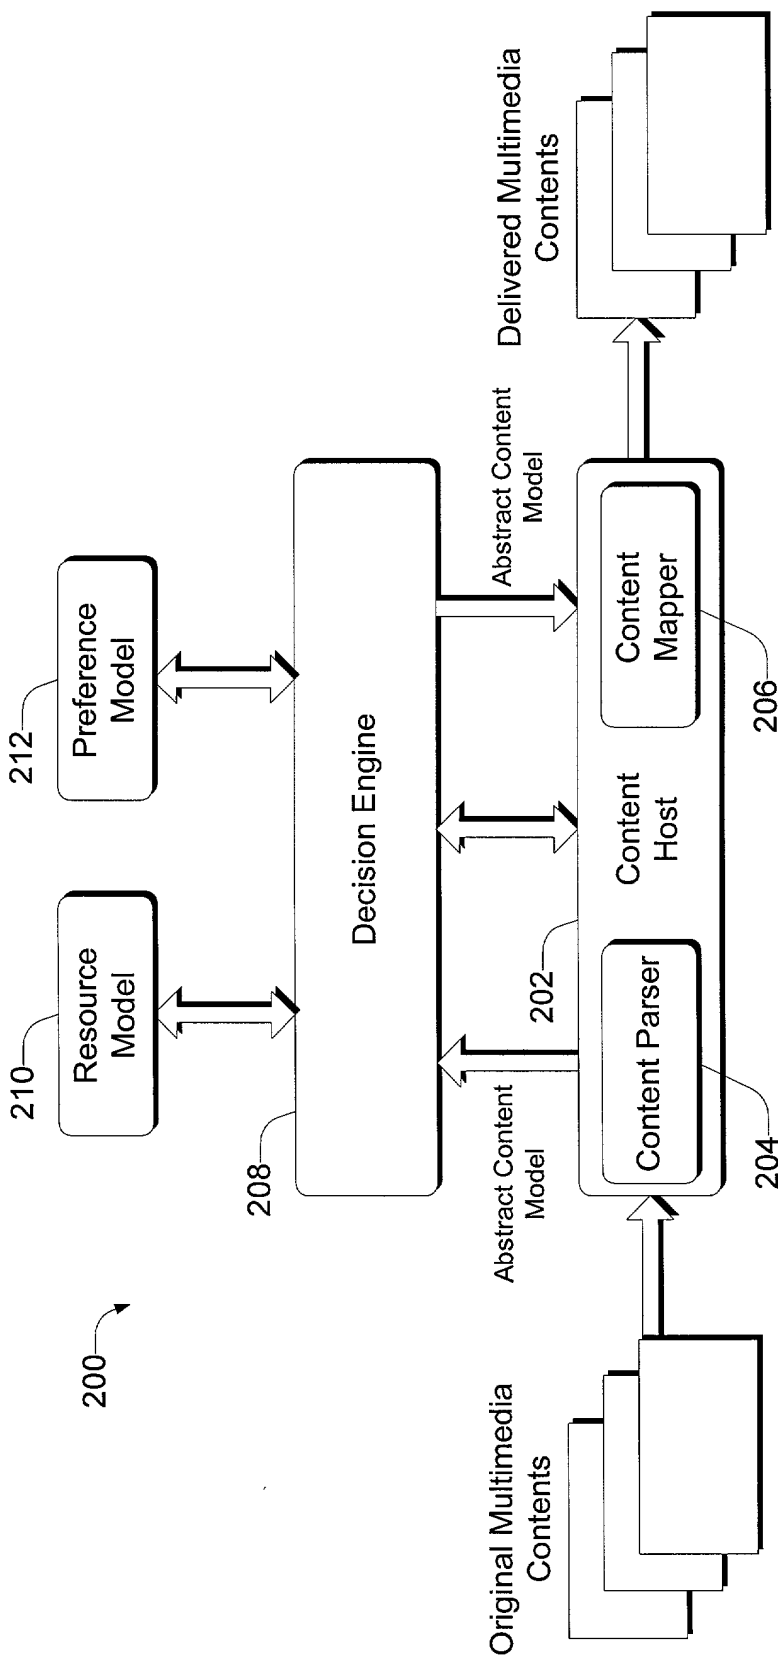 200
210
Resource
Model
212
Preference
Model
208
Decision Engine
Abstract Content
Model
202
Abstract Content
Model
Original Multimedia
Contents
Content Parser
204
Content
Host
Content
Mapper
206
Delivered Multimedia
Contents